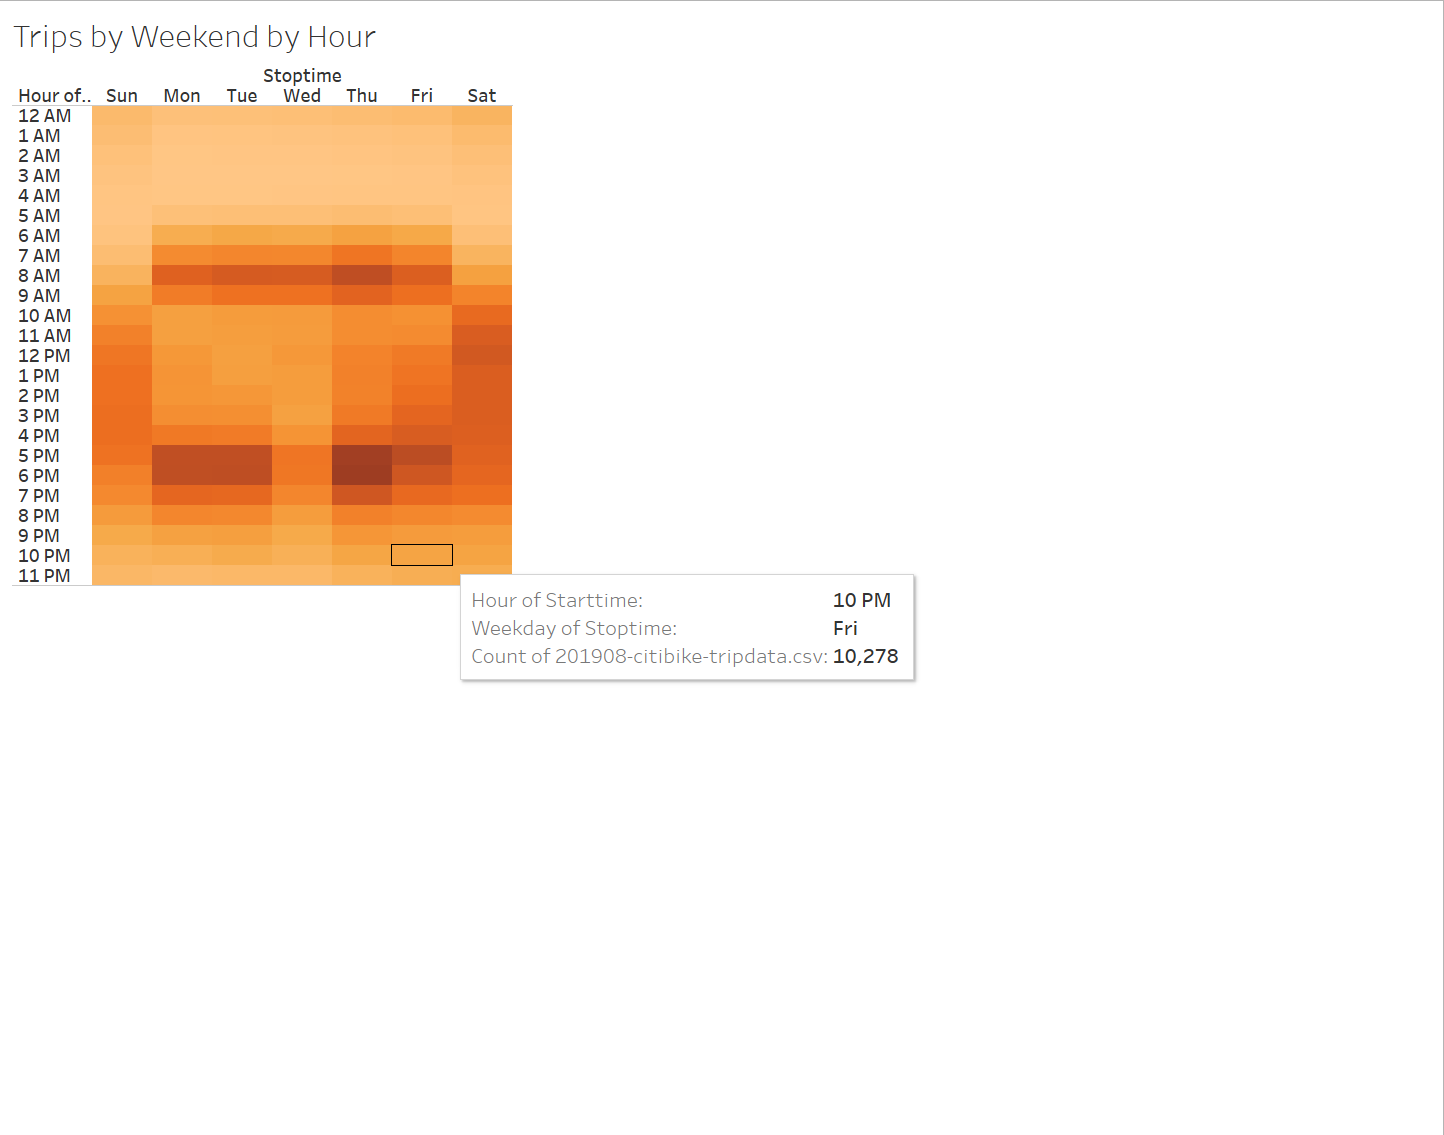 Trips by Weekend by Hour
Stoptime
Hour of.. Sun Mon Tue Wed Thu Fri Sat
12 AM
1 AM
2 AM
3 AM
4 AM
5 AM
6 AM
7 AM
8 AM
9 AM
10 AM
11 AM
12 PM
1 PM
2 PM
3 PM
4 PM
5 PM
6 PM
7 PM
8 PM
9 PM
10 PM
11 PM
Hour of Starttime: 10 PM
Weekday of Stoptime: Fri
Count of 201908-citibike-tripdata.csv: 10,278